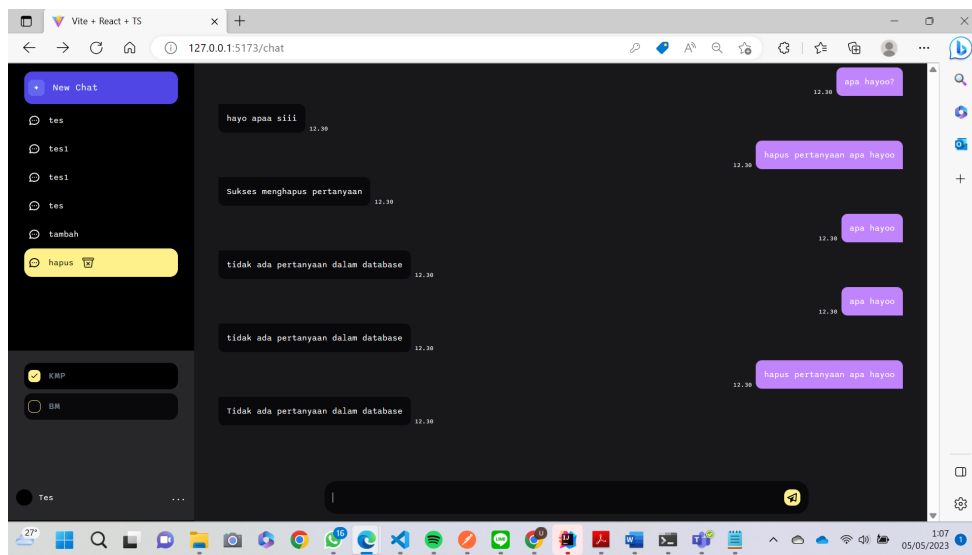 Vite + React + TS
127.0.0.1:5173/chat
New Chat
tes
tes1
tes1
tes
tambah
hapus
KMP
BM
Tes
...
apa hayoo?
12.30
hayo apaa siii
12.30
hapus pertanyaan apa hayoo
12.30
Sukses menghapus pertanyaan
12.30
apa hayoo
12.30
tidak ada pertanyaan dalam database
12.30
apa hayoo
12.30
tidak ada pertanyaan dalam database
12.30
hapus pertanyaan apa hayoo
12.30
Tidak ada pertanyaan dalam database
12.30
27°
16
1:07
05/05/2023
1